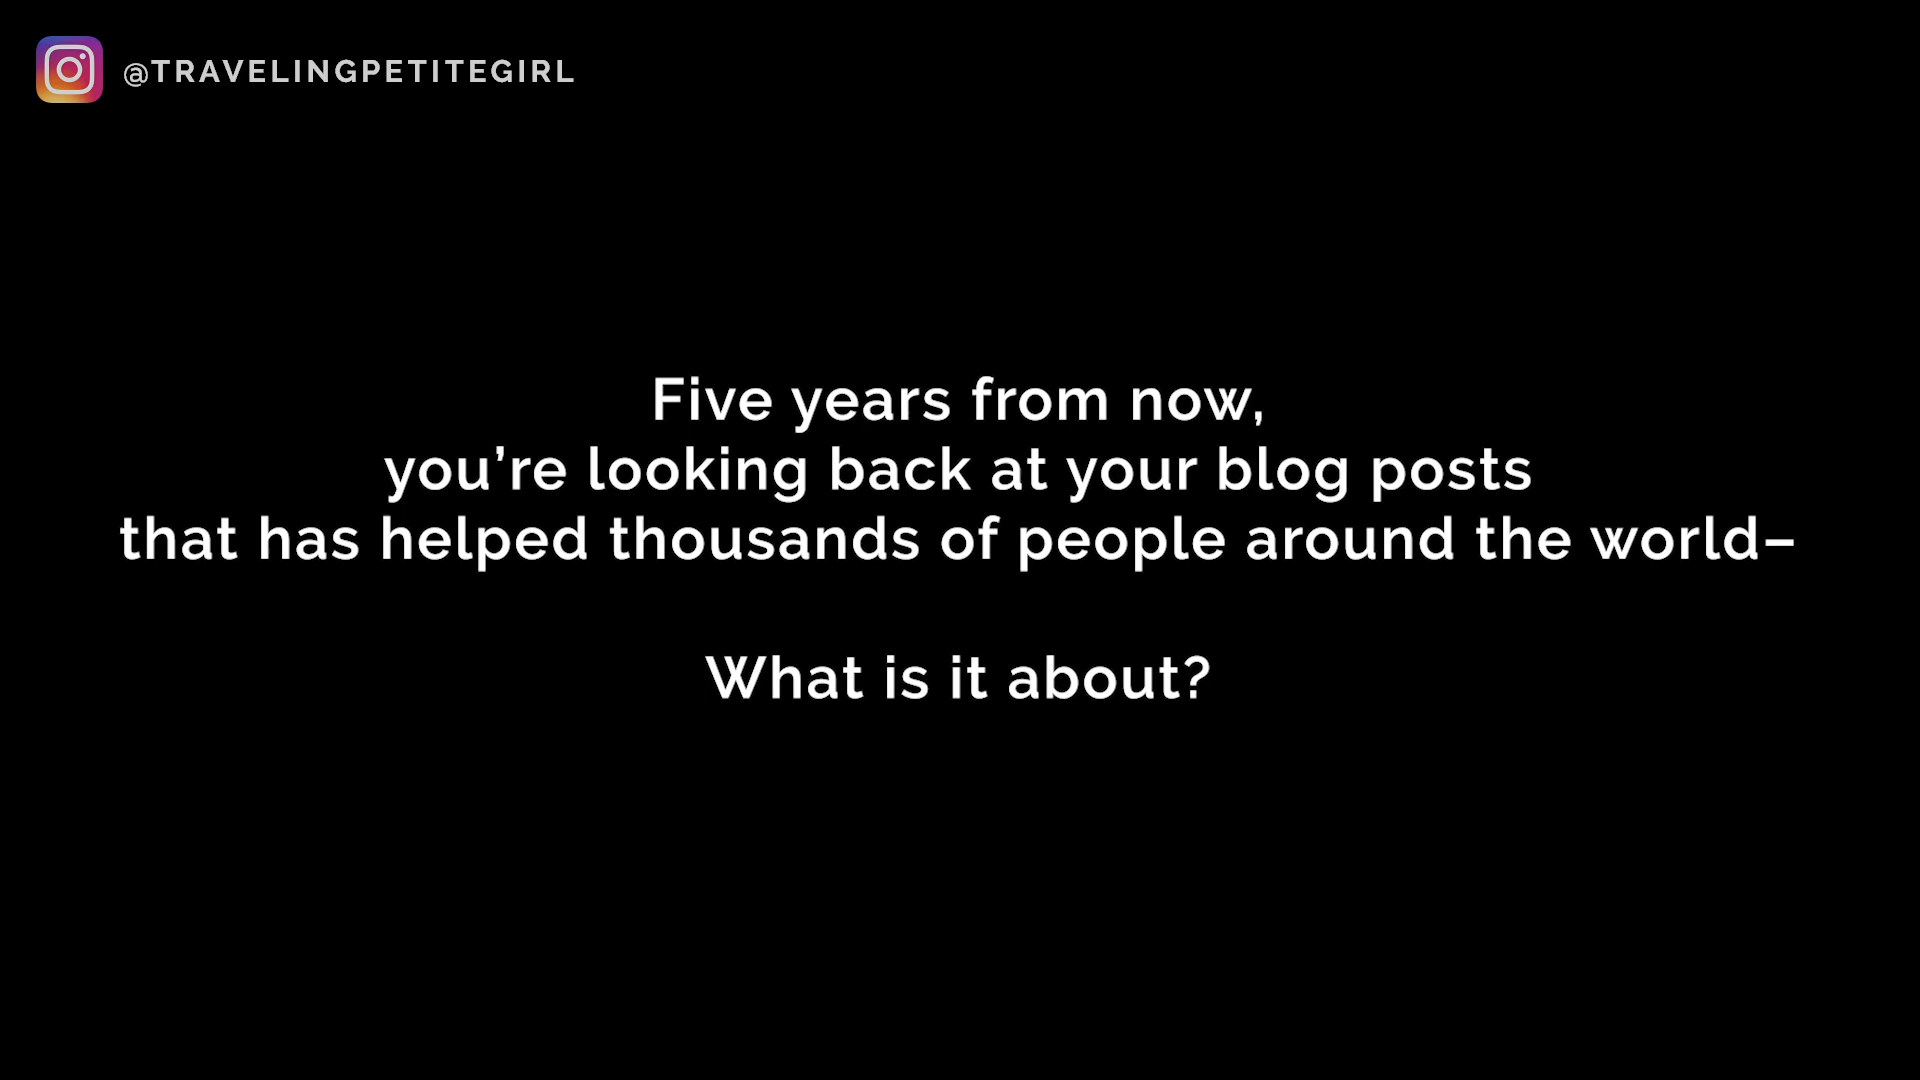 @TRAVELINGPETITEGIRL
Five years from now,
you’re looking back at your blog posts
that has helped thousands of people around the world–
What is it about?